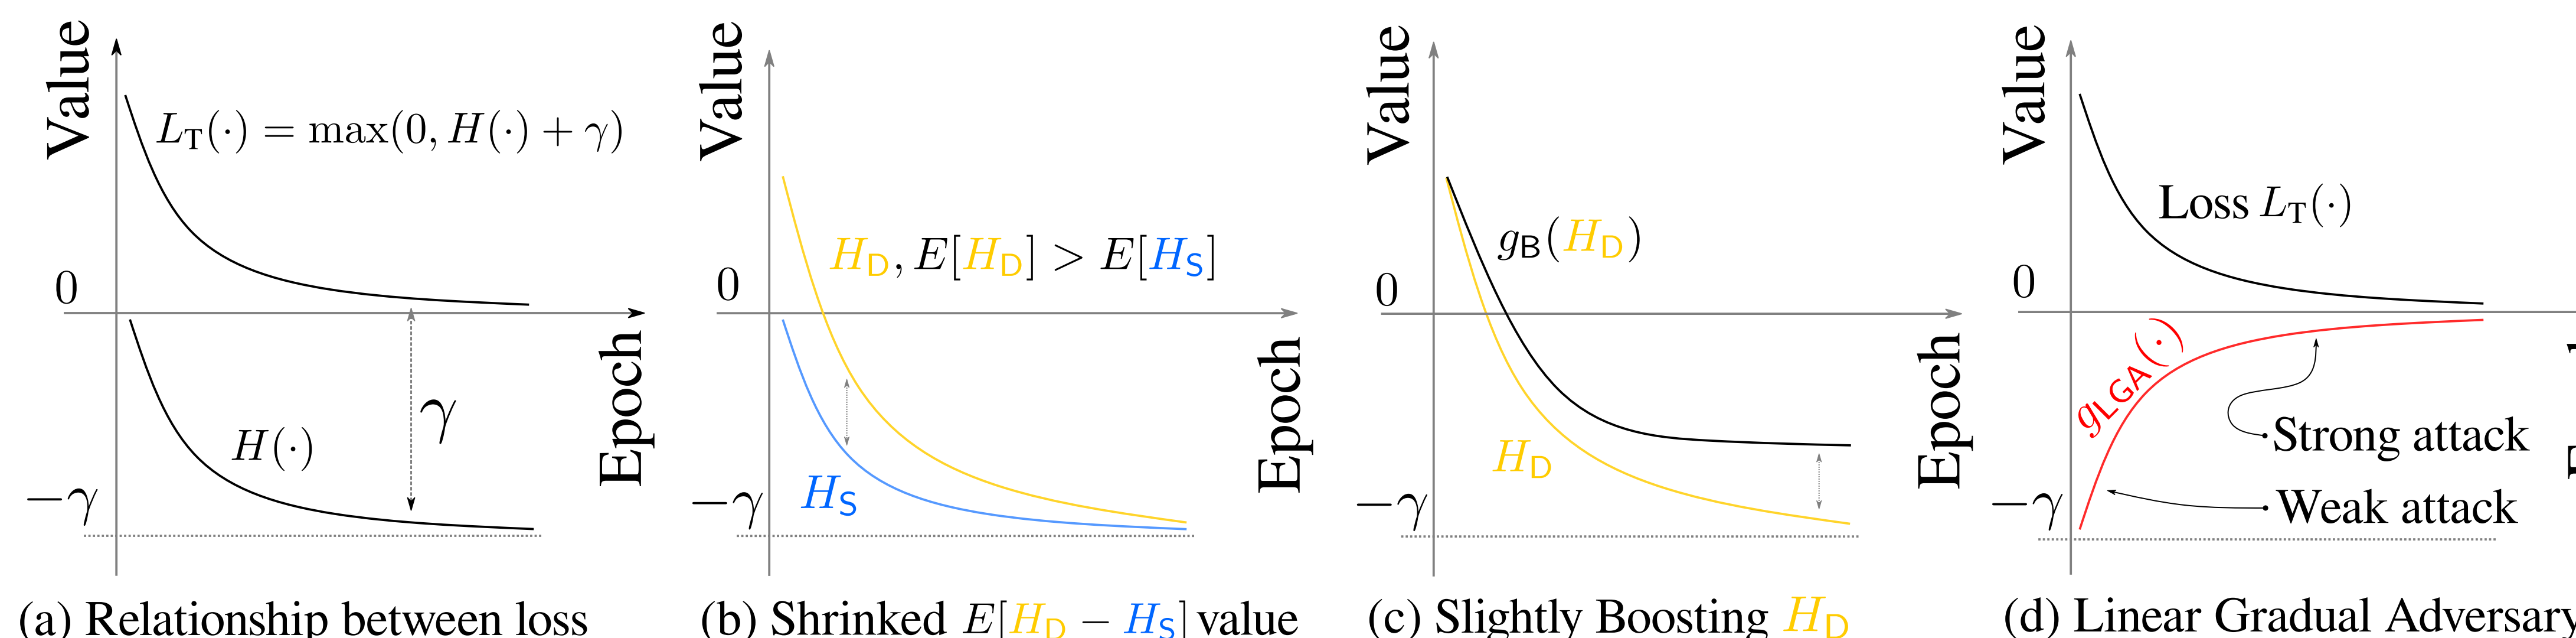 Value
L_T(·) = max(0, H(·) + γ)
0
H(·)
γ
−γ
Epoch
(a) Relationship between loss
Value
H_D, E[H_D] > E[H_S]
0
H_S
−γ
Epoch
(b) Shrinked E[H_D − H_S] value
Value
g_B(H_D)
0
H_D
−γ
Epoch
(c) Slightly Boosting H_D
Value
Loss L_T(·)
0
g_LGA(·)
Strong attack
Weak attack
−γ
(d) Linear Gradual Adversary